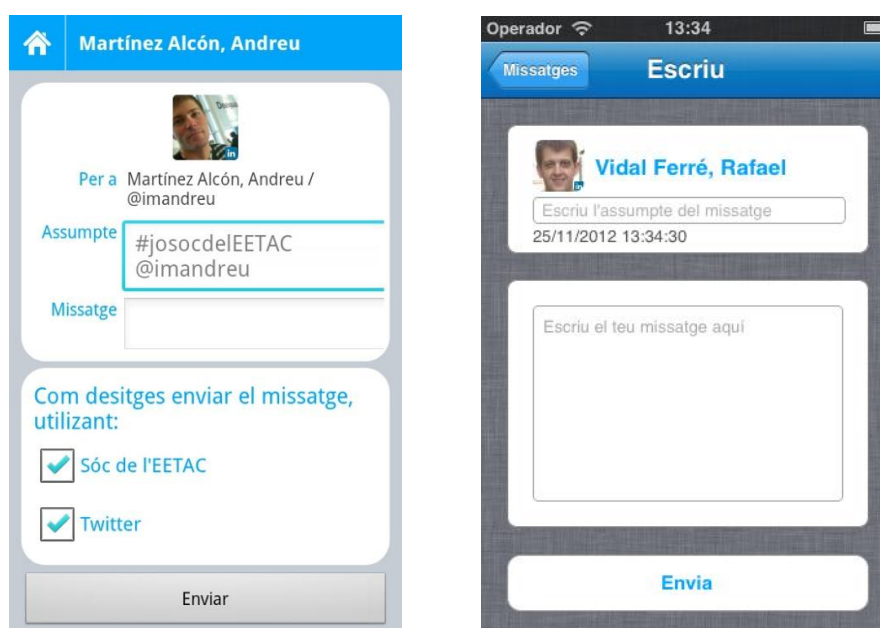 Martínez Alcón, Andreu
Per a Martínez Alcón, Andreu /
@imandreu
Assumpte
#josocdelEETAC
@imandreu
Missatge
Com desitges enviar el missatge,
utilizant:
Sóc de l'EETAC
Twitter
Enviar
Operador 13:34
Missatges Escriu
Vidal Ferré, Rafael
Escriu l'assumpte del missatge
25/11/2012 13:34:30
Escriu el teu missatge aquí
Envia